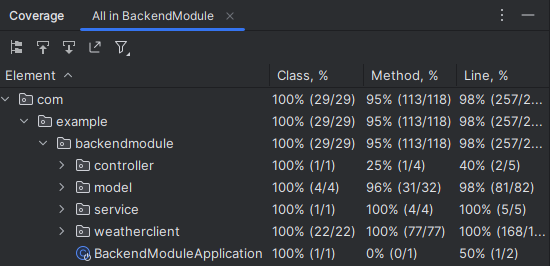 Coverage All in BackendModule
Element Class, % Method, % Line, %
com 100% (29/29) 95% (113/118) 98% (257/2...
example 100% (29/29) 95% (113/118) 98% (257/2...
backendmodule 100% (29/29) 95% (113/118) 98% (257/2...
controller 100% (1/1) 25% (1/4) 40% (2/5)
model 100% (4/4) 96% (31/32) 98% (81/82)
service 100% (1/1) 100% (4/4) 100% (5/5)
weatherclient 100% (22/22) 100% (77/77) 100% (168/1...
BackendModuleApplication 100% (1/1) 0% (0/1) 50% (1/2)